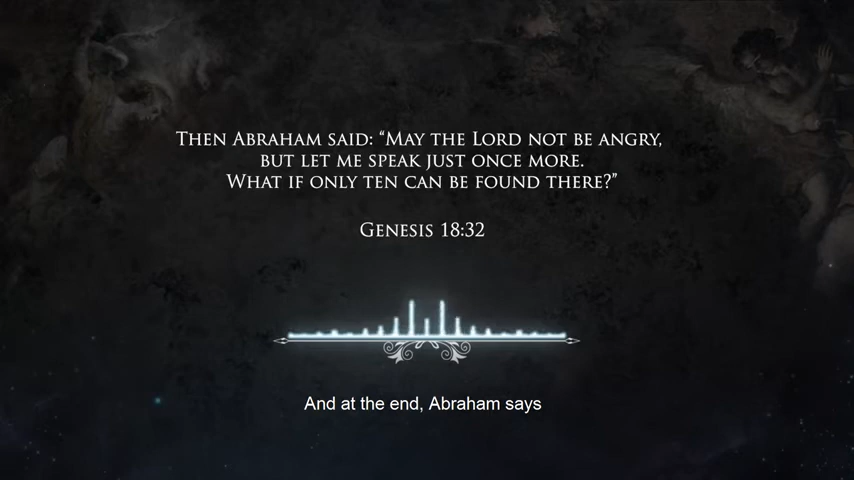 Then Abraham said: “May the Lord not be angry,
but let me speak just once more.
What if only ten can be found there?”
Genesis 18:32
And at the end, Abraham says